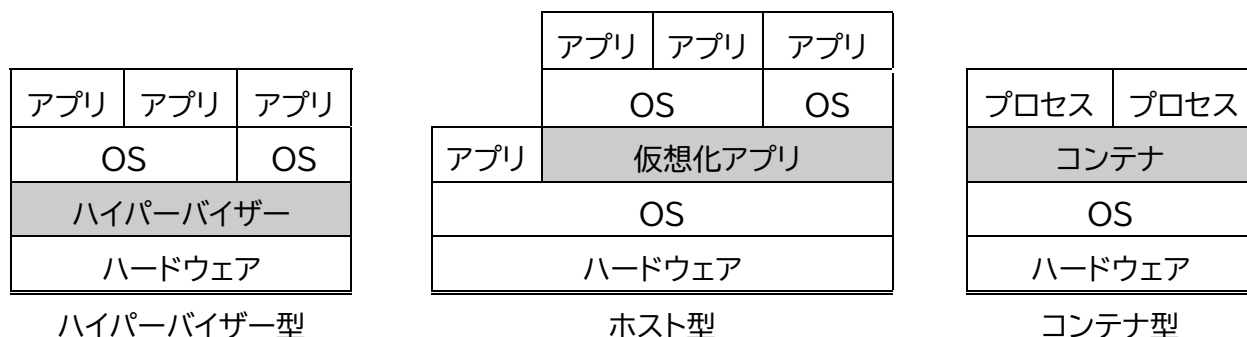 アプリ アプリ アプリ
OS OS
ハイパーバイザー
ハードウェア
ハイパーバイザー型
アプリ アプリ アプリ
OS OS
アプリ 仮想化アプリ
OS
ハードウェア
ホスト型
プロセス プロセス
コンテナ
OS
ハードウェア
コンテナ型